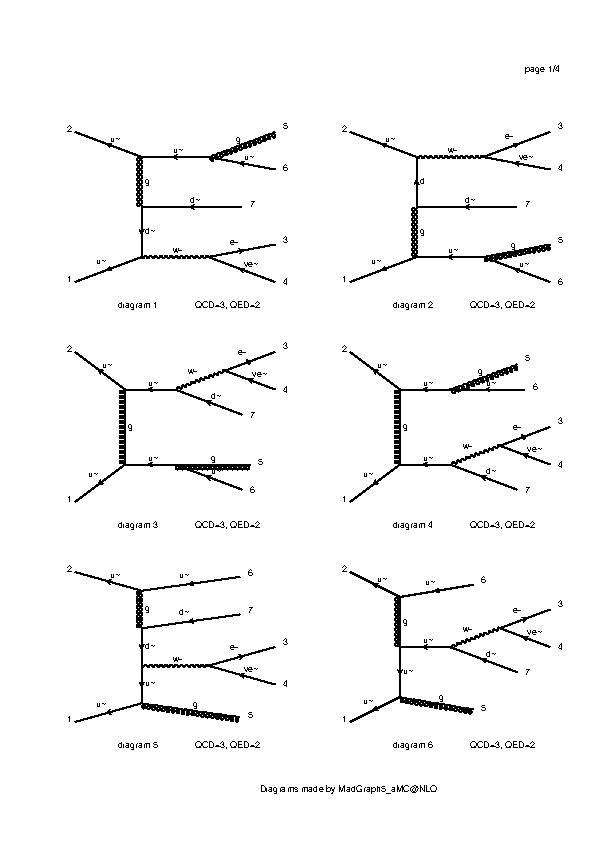 page 1/4
2 u~ u~ g 5
u~ 6
g
d~ 7
d~
u~ w- e- 3
1 ve~ 4
diagram 1 QCD=3, QED=2
2 u~ w- e- 3
ve~ 4
d
d~ 7
g
u~ u~ g 5
1 u~ 6
diagram 2 QCD=3, QED=2
2 u~ u~ w- e- 3
ve~ 4
d~ 7
g
u~ u~ g 5
1 6
diagram 3 QCD=3, QED=2
2 u~ u~ g 5
u~ 6
g
w- e- 3
u~ u~ ve~ 4
1 d~ 7
diagram 4 QCD=3, QED=2
2 u~ u~ 6
g
d~ 7
d~
w- e- 3
u~ ve~ 4
1 u~ g 5
diagram 5 QCD=3, QED=2
2 u~ u~ 6
g
w- e- 3
u~ ve~ 4
u~ d~ 7
1 u~ g 5
diagram 6 QCD=3, QED=2
Diagrams made by MadGraph5_aMC@NLO